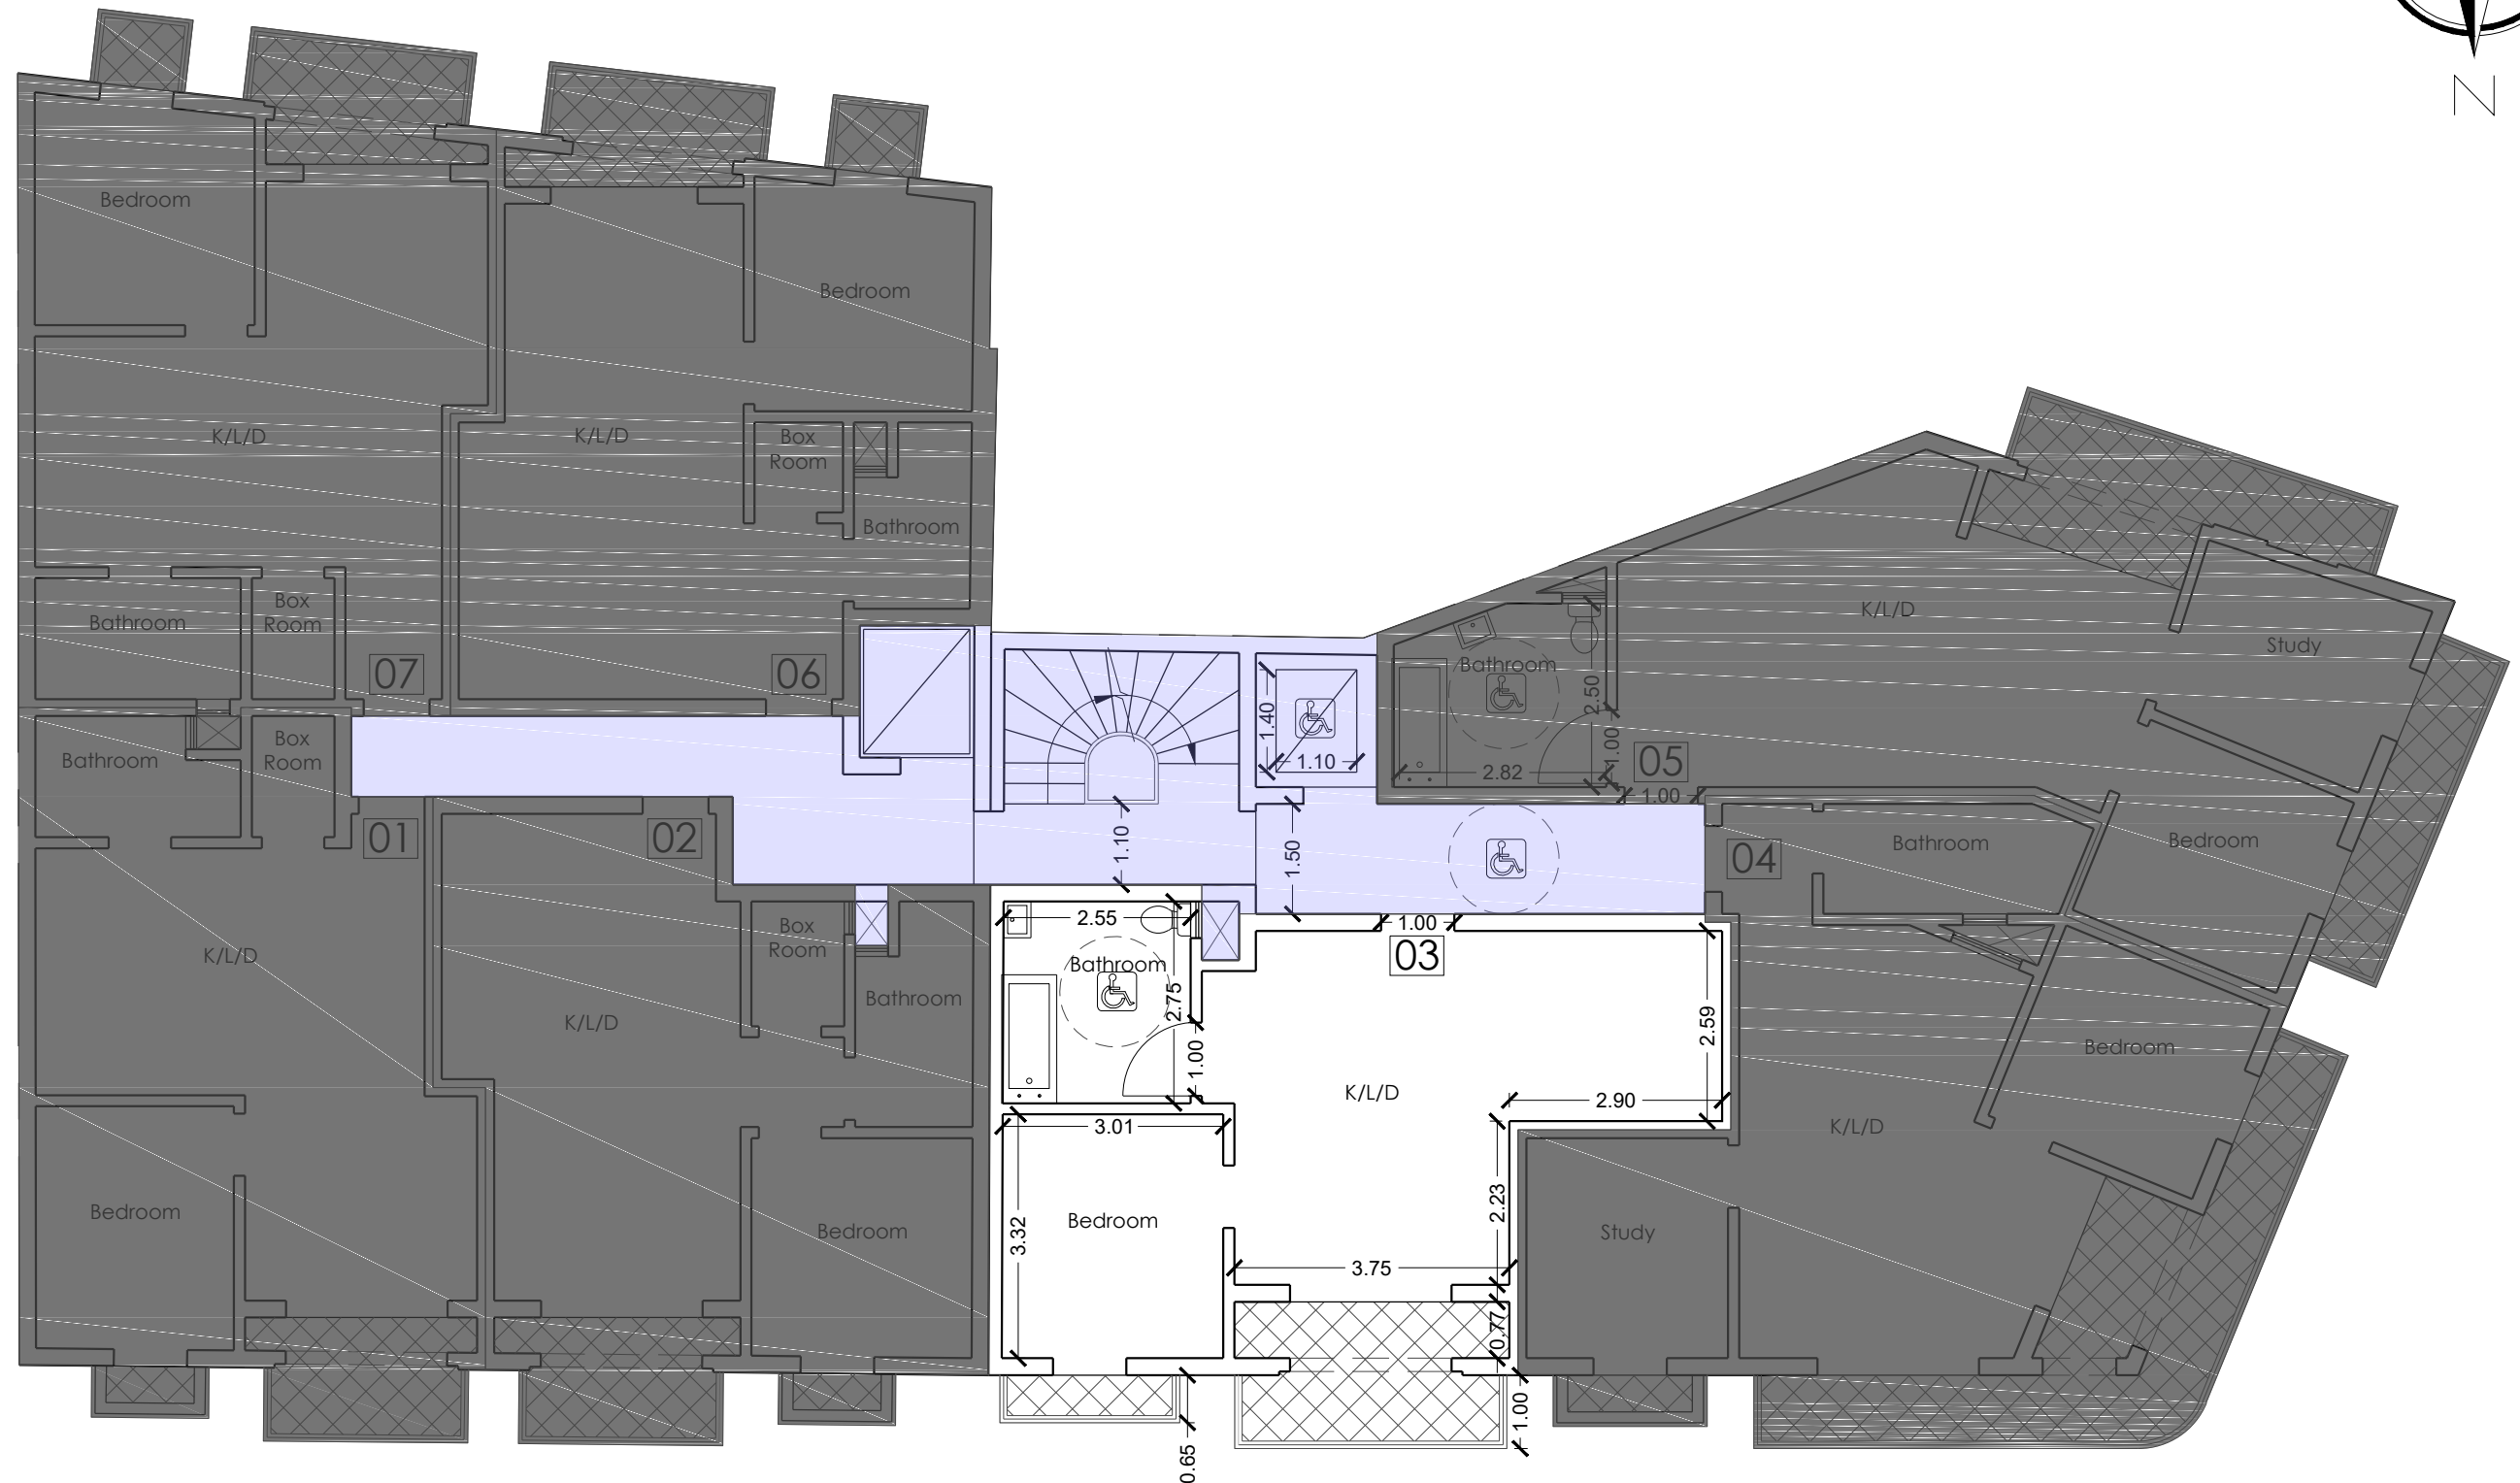 N
Bedroom
Bedroom
K/L/D
K/L/D
Box
Room
Bathroom
Bathroom
Box
Room
07
06
K/L/D
Study
Bathroom
2.50
1.00
2.82
05
1.00
1.40
1.10
Bathroom
Box
Room
01
02
1.10
1.50
04
Bathroom
Bedroom
K/L/D
Box
Room
Bathroom
K/L/D
2.55
Bathroom
2.75
1.00
1.00
03
2.59
2.90
K/L/D
Bedroom
K/L/D
3.01
3.32
Bedroom
2.23
3.75
0.77
1.00
0.65
Bedroom
Bedroom
Study